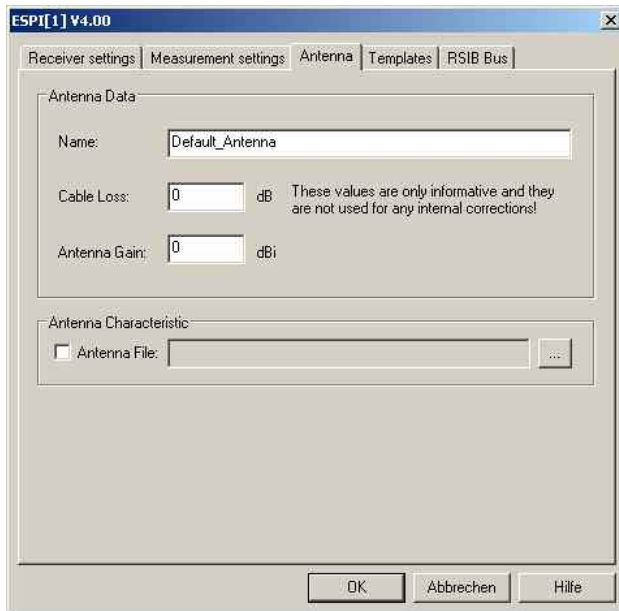 ESPI[1] V4.00
Receiver settings Measurement settings Antenna Templates RSIB Bus
Antenna Data
Name: Default_Antenna
Cable Loss: 0 dB These values are only informative and they
are not used for any internal corrections!
Antenna Gain: 0 dBi
Antenna Characteristic
Antenna File: ...
OK Abbrechen Hilfe